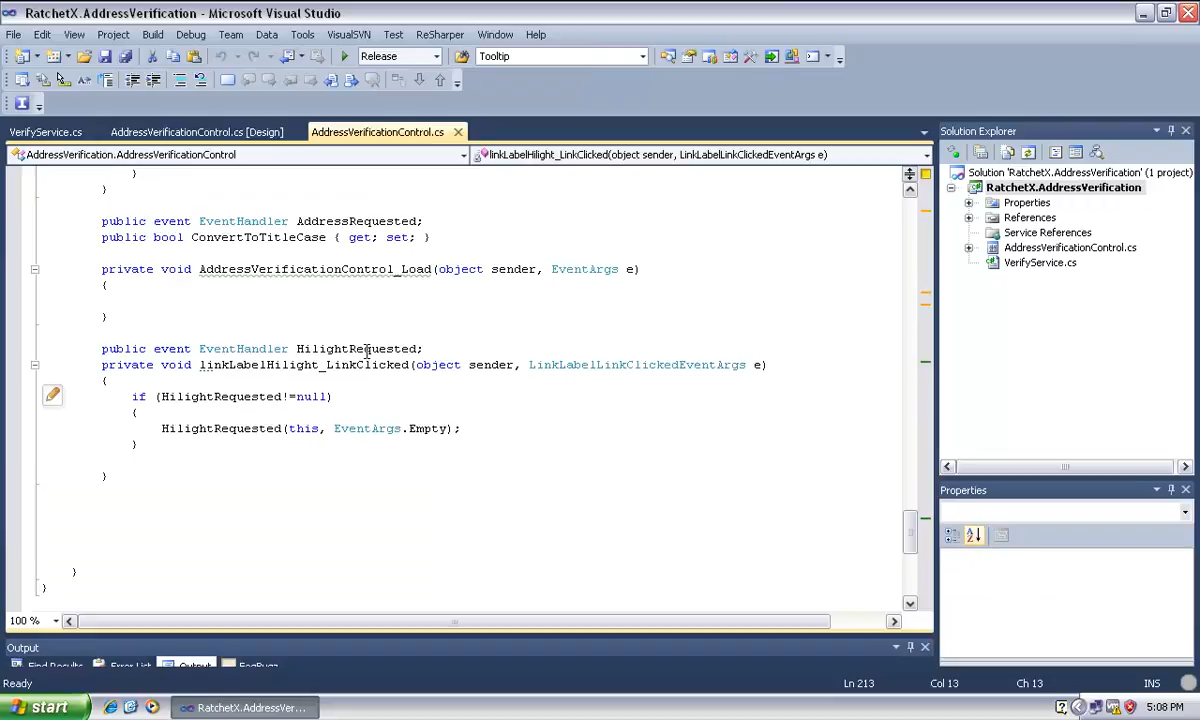 RatchetX.AddressVerification - Microsoft Visual Studio
File Edit View Project Build Debug Team Data Tools VisualSVN Test ReSharper Window Help
Release Tooltip
VerifyService.cs AddressVerificationControl.cs [Design] AddressVerificationControl.cs
AddressVerification.AddressVerificationControl linkLabelHilight_LinkClicked(object sender, LinkLabelLinkClickedEventArgs e)
}
}
public event EventHandler AddressRequested;
public bool ConvertToTitleCase { get; set; }
private void AddressVerificationControl_Load(object sender, EventArgs e)
{
}
public event EventHandler HilightRequested;
private void linkLabelHilight_LinkClicked(object sender, LinkLabelLinkClickedEventArgs e)
{
if (HilightRequested!=null)
{
HilightRequested(this, EventArgs.Empty);
}
}
}
}
100 %
Solution Explorer
Solution 'RatchetX.AddressVerification' (1 project)
RatchetX.AddressVerification
Properties
References
Service References
AddressVerificationControl.cs
VerifyService.cs
Properties
Output
Find Results Error List Output FogBugz
Ready Ln 213 Col 13 Ch 13 INS
start RatchetX.AddressVer... 5:08 PM